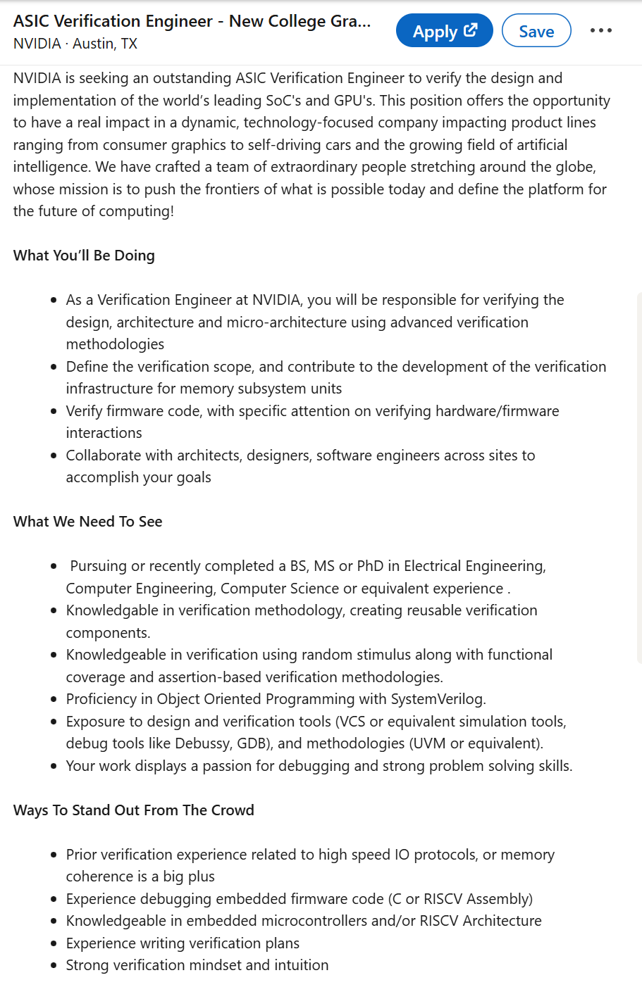 ASIC Verification Engineer - New College Gra...
NVIDIA · Austin, TX
Apply
Save
NVIDIA is seeking an outstanding ASIC Verification Engineer to verify the design and
implementation of the world’s leading SoC's and GPU's. This position offers the opportunity
to have a real impact in a dynamic, technology-focused company impacting product lines
ranging from consumer graphics to self-driving cars and the growing field of artificial
intelligence. We have crafted a team of extraordinary people stretching around the globe,
whose mission is to push the frontiers of what is possible today and define the platform for
the future of computing!
What You’ll Be Doing
• As a Verification Engineer at NVIDIA, you will be responsible for verifying the
design, architecture and micro-architecture using advanced verification
methodologies
• Define the verification scope, and contribute to the development of the verification
infrastructure for memory subsystem units
• Verify firmware code, with specific attention on verifying hardware/firmware
interactions
• Collaborate with architects, designers, software engineers across sites to
accomplish your goals
What We Need To See
• Pursuing or recently completed a BS, MS or PhD in Electrical Engineering,
Computer Engineering, Computer Science or equivalent experience .
• Knowledgable in verification methodology, creating reusable verification
components.
• Knowledgeable in verification using random stimulus along with functional
coverage and assertion-based verification methodologies.
• Proficiency in Object Oriented Programming with SystemVerilog.
• Exposure to design and verification tools (VCS or equivalent simulation tools,
debug tools like Debussy, GDB), and methodologies (UVM or equivalent).
• Your work displays a passion for debugging and strong problem solving skills.
Ways To Stand Out From The Crowd
• Prior verification experience related to high speed IO protocols, or memory
coherence is a big plus
• Experience debugging embedded firmware code (C or RISCV Assembly)
• Knowledgeable in embedded microcontrollers and/or RISCV Architecture
• Experience writing verification plans
• Strong verification mindset and intuition